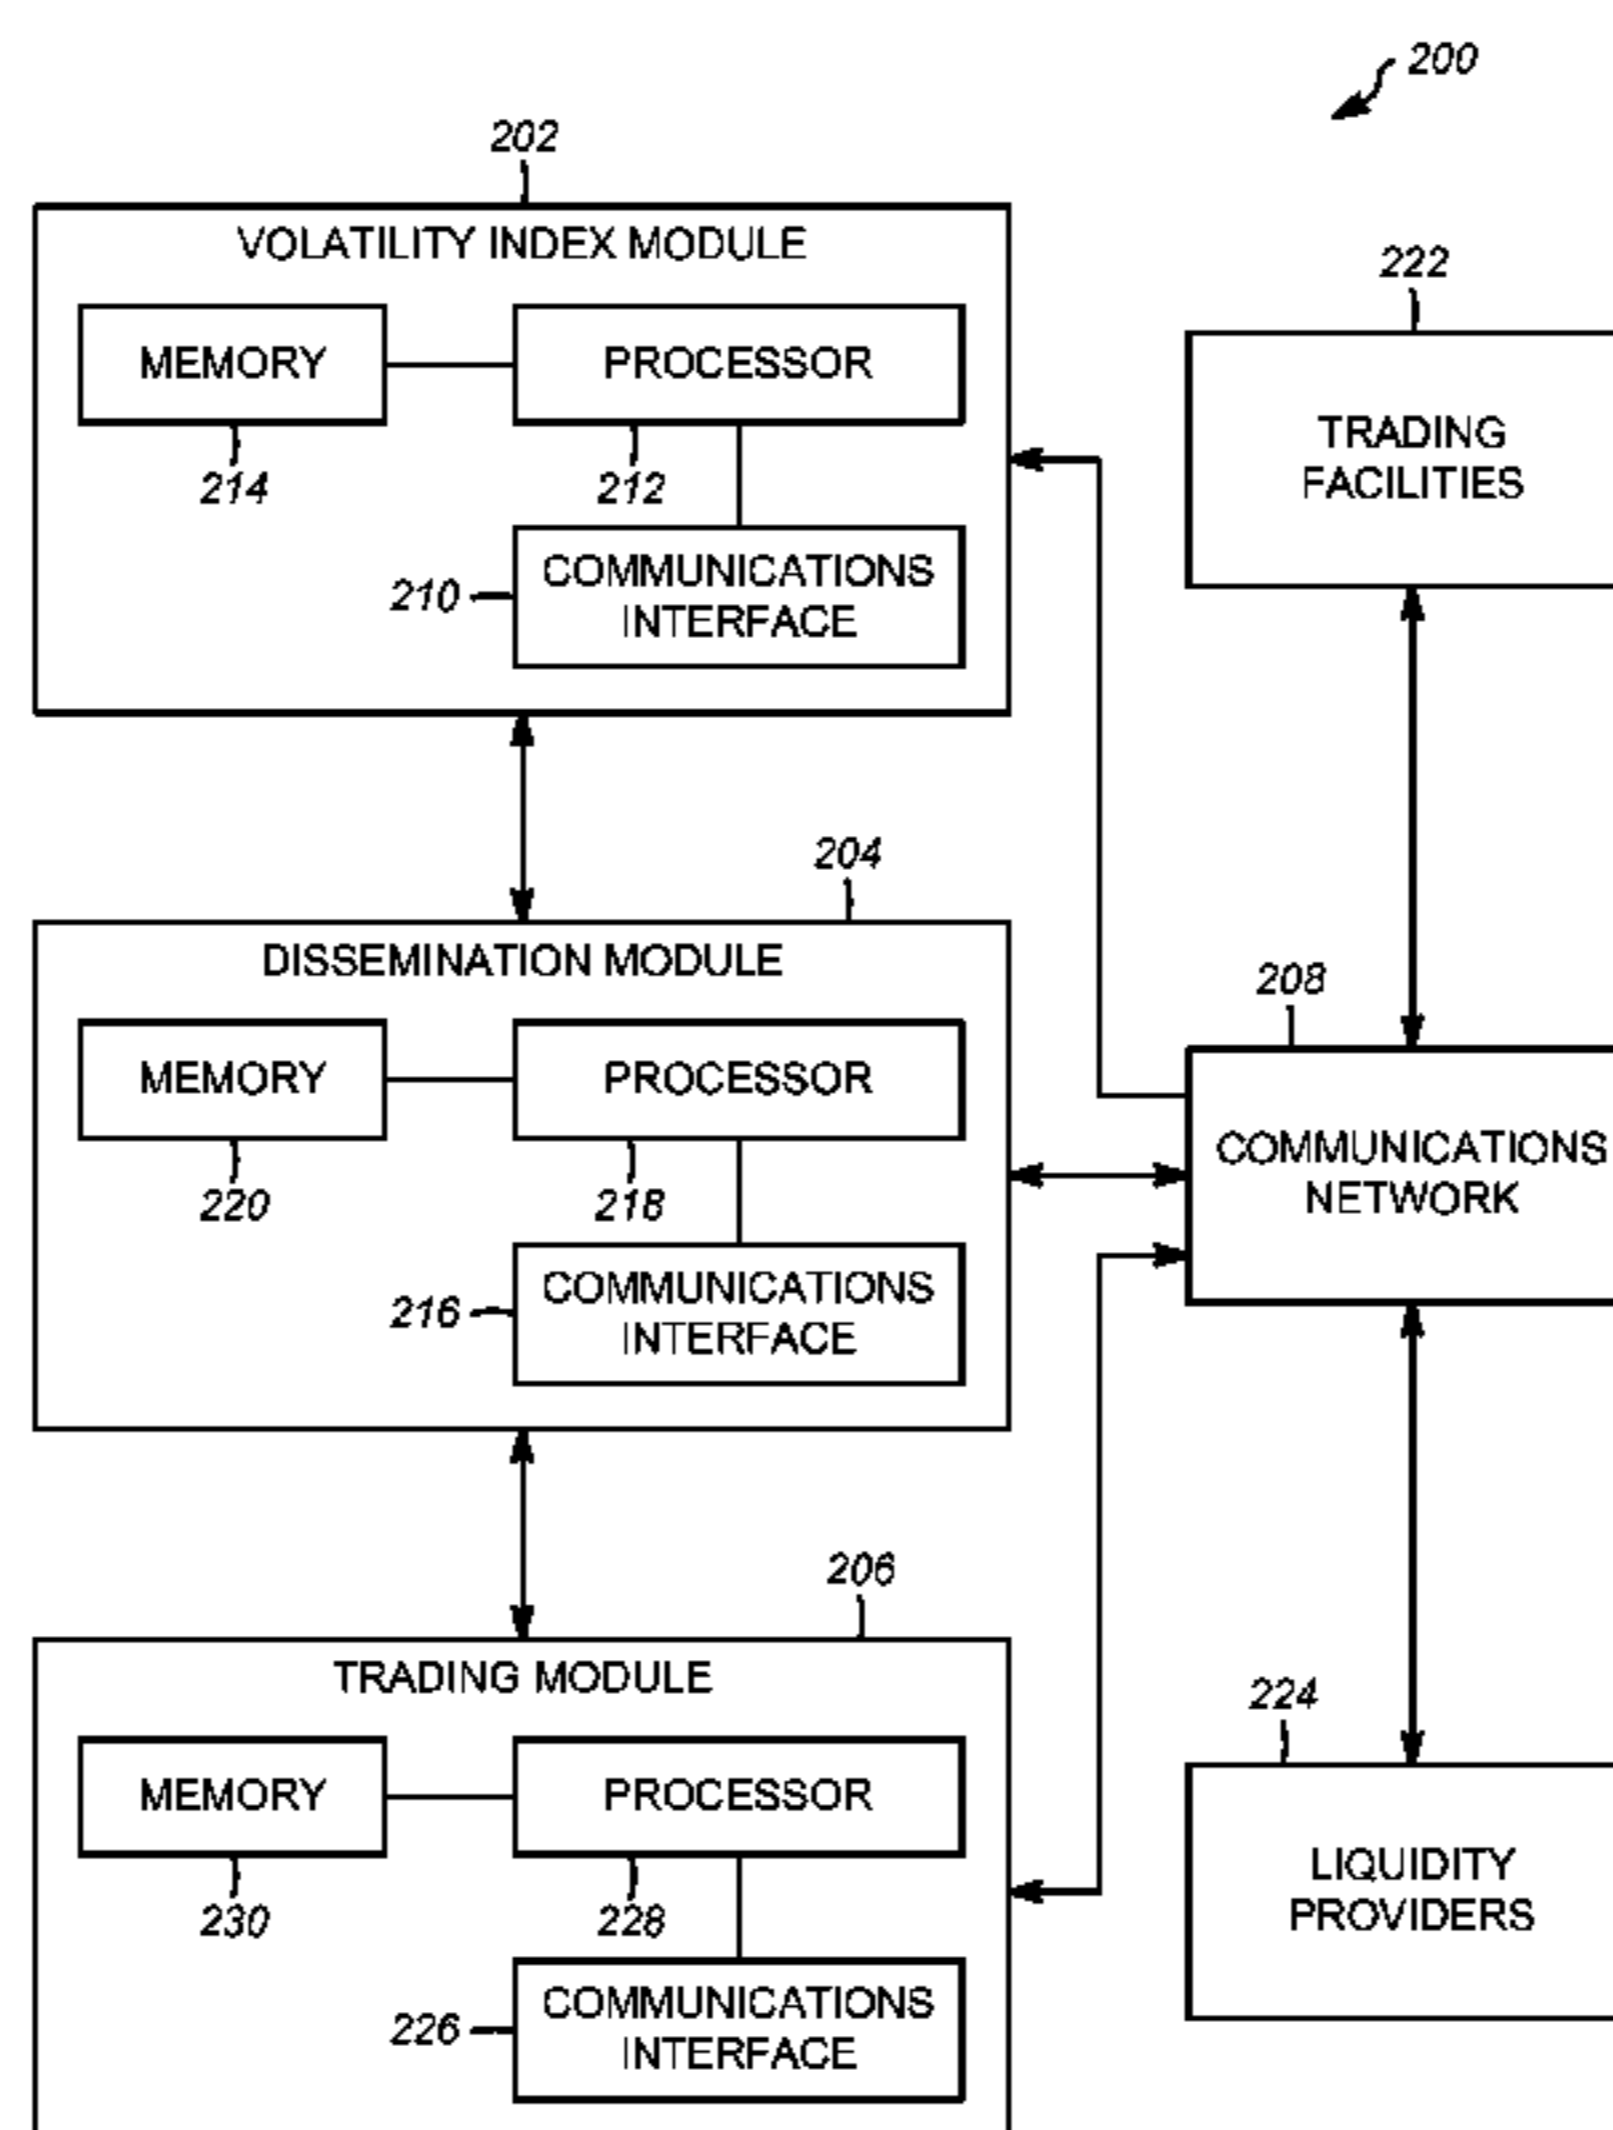 200
202
VOLATILITY INDEX MODULE
MEMORY
PROCESSOR
214
212
210
COMMUNICATIONS
INTERFACE
222
TRADING
FACILITIES
204
DISSEMINATION MODULE
MEMORY
PROCESSOR
220
218
216
COMMUNICATIONS
INTERFACE
208
COMMUNICATIONS
NETWORK
206
TRADING MODULE
MEMORY
PROCESSOR
230
228
226
COMMUNICATIONS
INTERFACE
224
LIQUIDITY
PROVIDERS